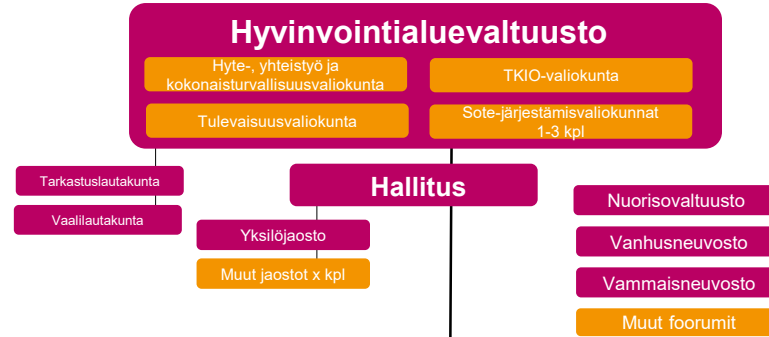 Hyvinvointialuevaltuusto
Hyte-, yhteistyö ja
kokonaisturvallisuusvaliokunta
TKIO-valiokunta
Tulevaisuusvaliokunta
Sote-järjestämisvaliokunnat
1-3 kpl
Tarkastuslautakunta
Vaalilautakunta
Hallitus
Yksilöjaosto
Muut jaostot x kpl
Nuorisovaltuusto
Vanhusneuvosto
Vammaisneuvosto
Muut foorumit